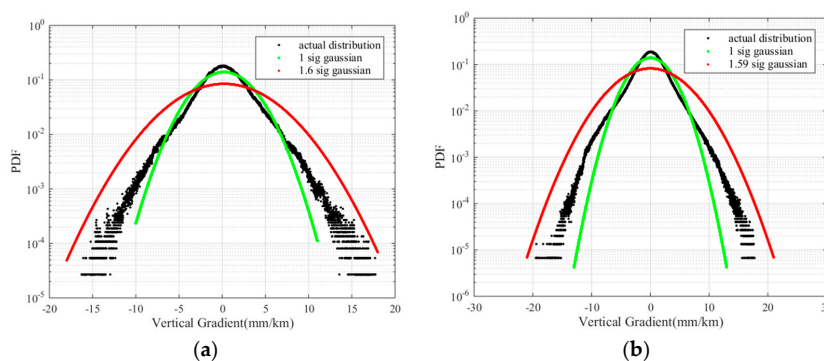 10^0
10^-1
10^-2
10^-3
10^-4
10^-5
PDF
actual distribution
1 sig gaussian
1.6 sig gaussian
-20 -15 -10 -5 0 5 10 15 20
Vertical Gradient(mm/km)
(a)
10^0
10^-1
10^-2
10^-3
10^-4
10^-5
10^-6
PDF
actual distribution
1 sig gaussian
1.59 sig gaussian
-30 -20 -10 0 10 20 30
Vertical Gradient(mm/km)
(b)